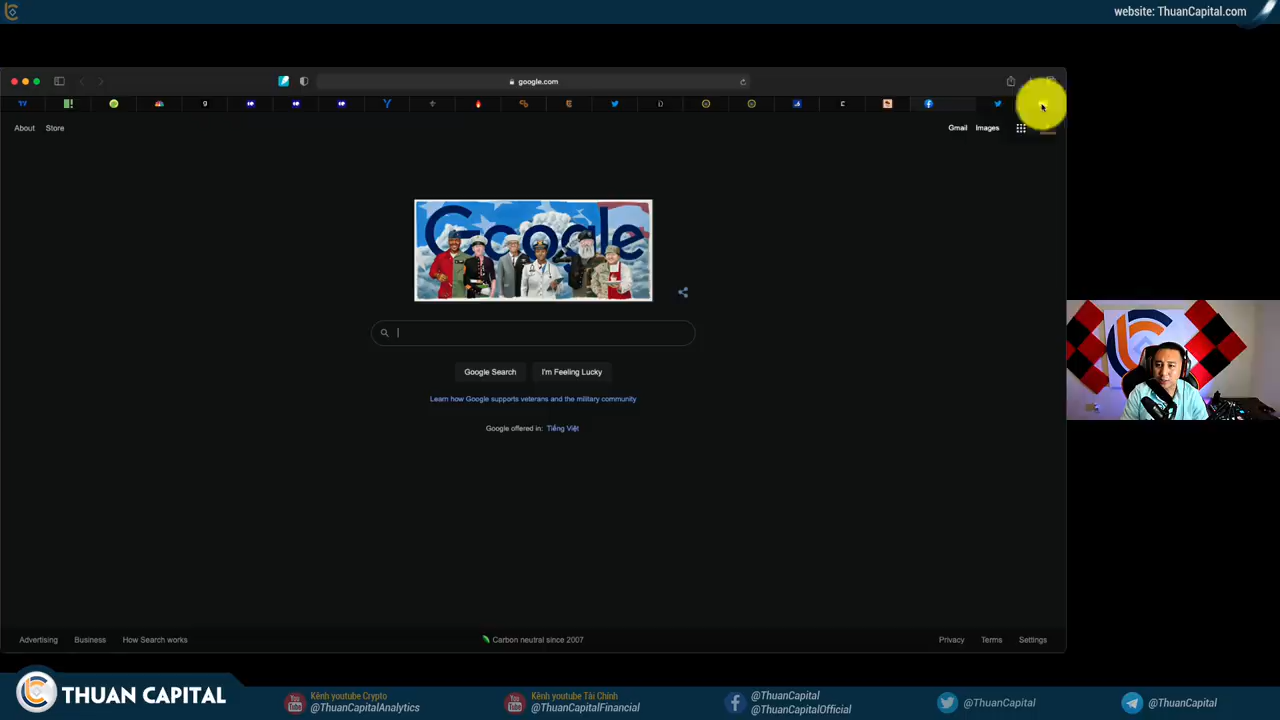 website: ThuanCapital.com
google.com
About Store
Gmail Images
Google
Google Search I'm Feeling Lucky
Learn how Google supports veterans and the military community
Google offered in: Tiếng Việt
Advertising Business How Search works
Carbon neutral since 2007
Privacy Terms Settings
THUAN CAPITAL
Kênh youtube Crypto
@ThuanCapitalAnalytics
Kênh youtube Tài Chính
@ThuanCapitalFinancial
@ThuanCapital
@ThuanCapitalOfficial
@ThuanCapital
@ThuanCapital